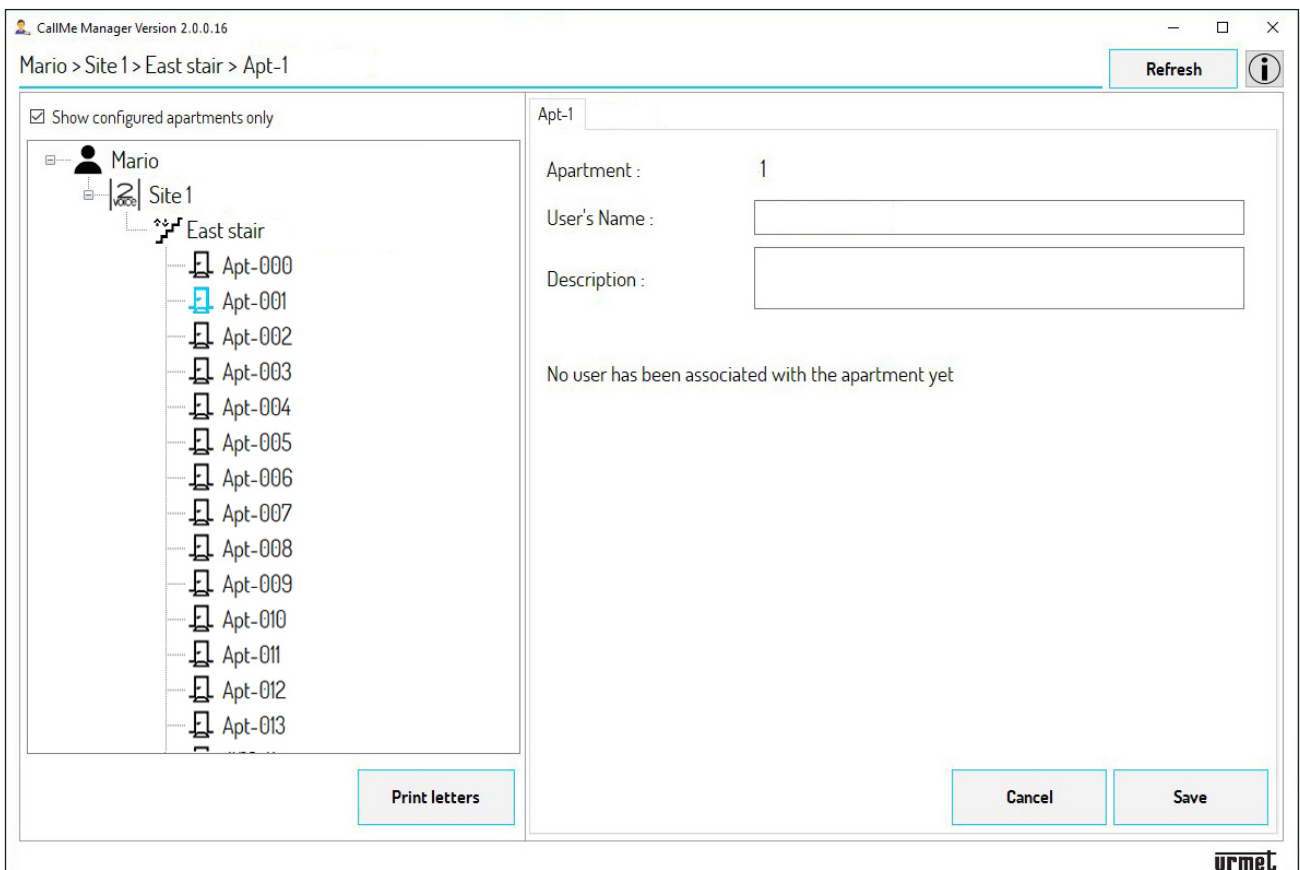 CallMe Manager Version 2.0.0.16
Mario > Site 1 > East stair > Apt-1
Refresh
Show configured apartments only
Mario
2 VOICE Site 1
East stair
Apt-000
Apt-001
Apt-002
Apt-003
Apt-004
Apt-005
Apt-006
Apt-007
Apt-008
Apt-009
Apt-010
Apt-011
Apt-012
Apt-013
Print letters
Apt-1
Apartment : 1
User's Name :
Description :
No user has been associated with the apartment yet
Cancel Save
urmet